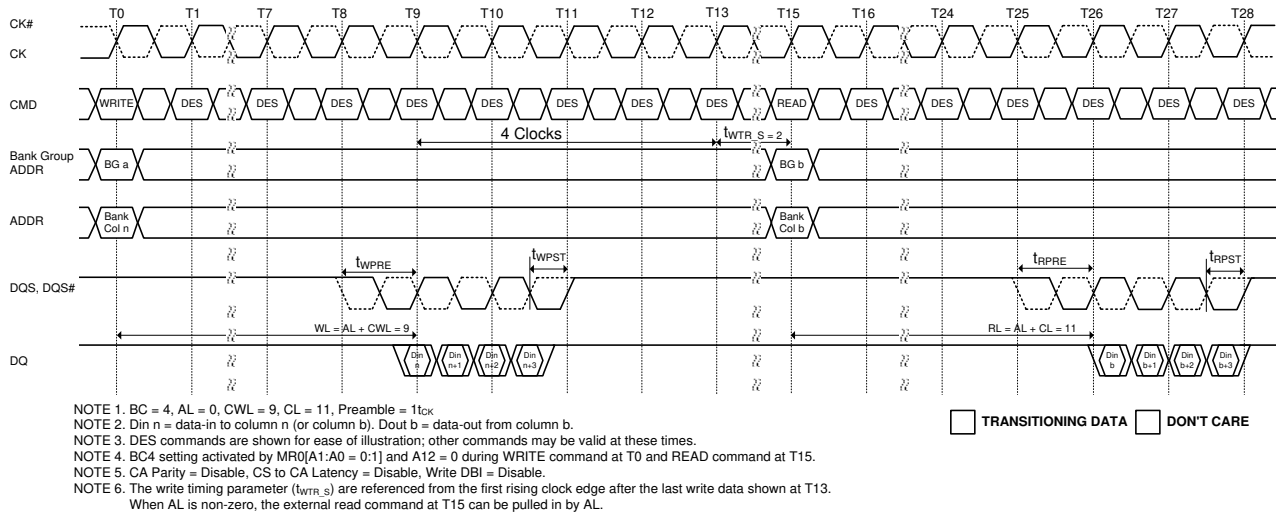 T0 T1 T7 T8 T9 T10 T11 T12 T13 T15 T16 T24 T25 T26 T27 T28
CK#
CK
CMD WRITE DES DES DES DES DES DES DES DES READ DES DES DES DES DES DES
4 Clocks tWTR_S = 2
Bank Group
ADDR
BG a BG b
ADDR
Bank
Col n
Bank
Col b
tWPRE tWPST tRPRE tRPST
DQS, DQS#
WL = AL + CWL = 9 RL = AL + CL = 11
DQ
Din
n
Din
n+1
Din
n+2
Din
n+3
Din
b
Din
b+1
Din
b+2
Din
b+3
NOTE 1. BC = 4, AL = 0, CWL = 9, CL = 11, Preamble = 1tCK
NOTE 2. Din n = data-in to column n (or column b). Dout b = data-out from column b.
NOTE 3. DES commands are shown for ease of illustration; other commands may be valid at these times.
NOTE 4. BC4 setting activated by MR0[A1:A0 = 0:1] and A12 = 0 during WRITE command at T0 and READ command at T15.
NOTE 5. CA Parity = Disable, CS to CA Latency = Disable, Write DBI = Disable.
NOTE 6. The write timing parameter (tWTR_S) are referenced from the first rising clock edge after the last write data shown at T13.
When AL is non-zero, the external read command at T15 can be pulled in by AL.
TRANSITIONING DATA DON'T CARE